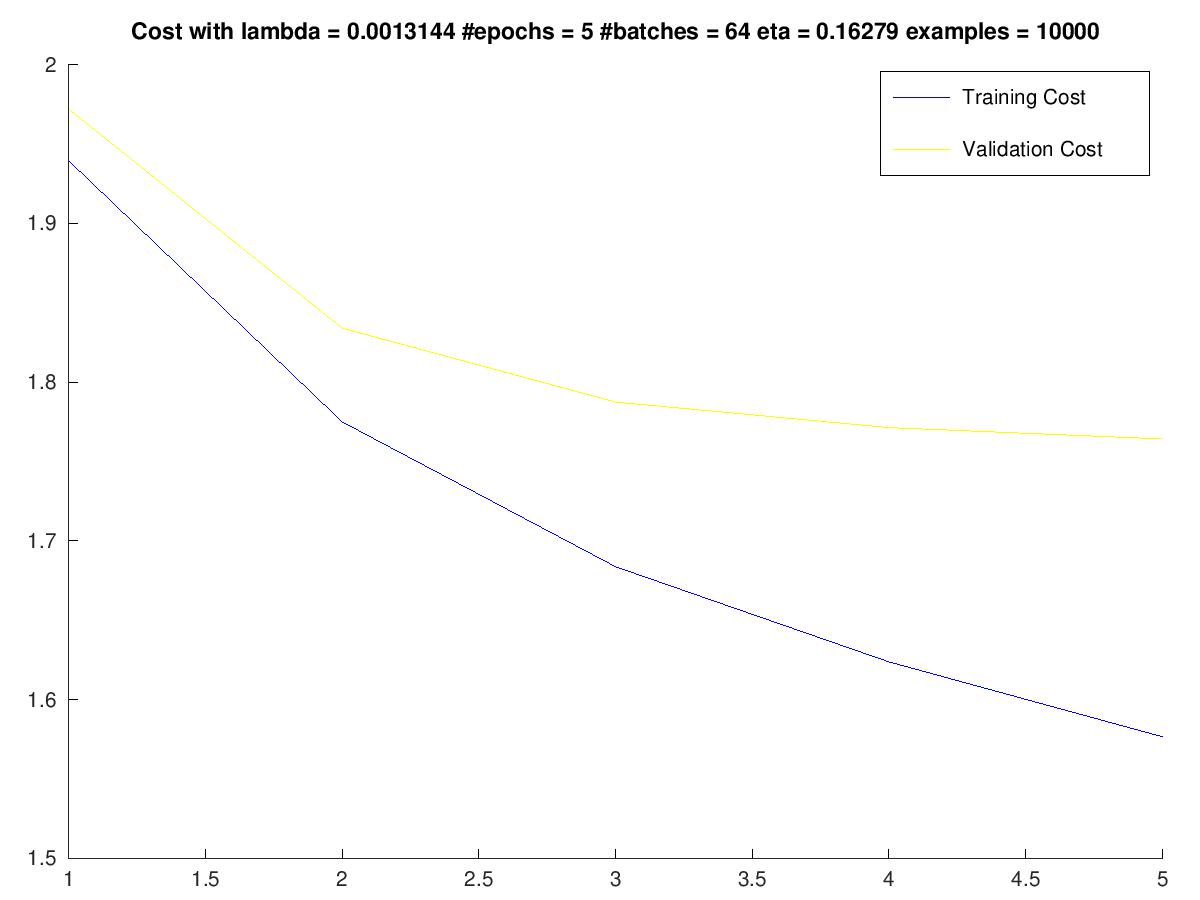 Cost with lambda = 0.0013144 #epochs = 5 #batches = 64 eta = 0.16279 examples = 10000
Training Cost
Validation Cost
2
1.9
1.8
1.7
1.6
1.5
1 1.5 2 2.5 3 3.5 4 4.5 5